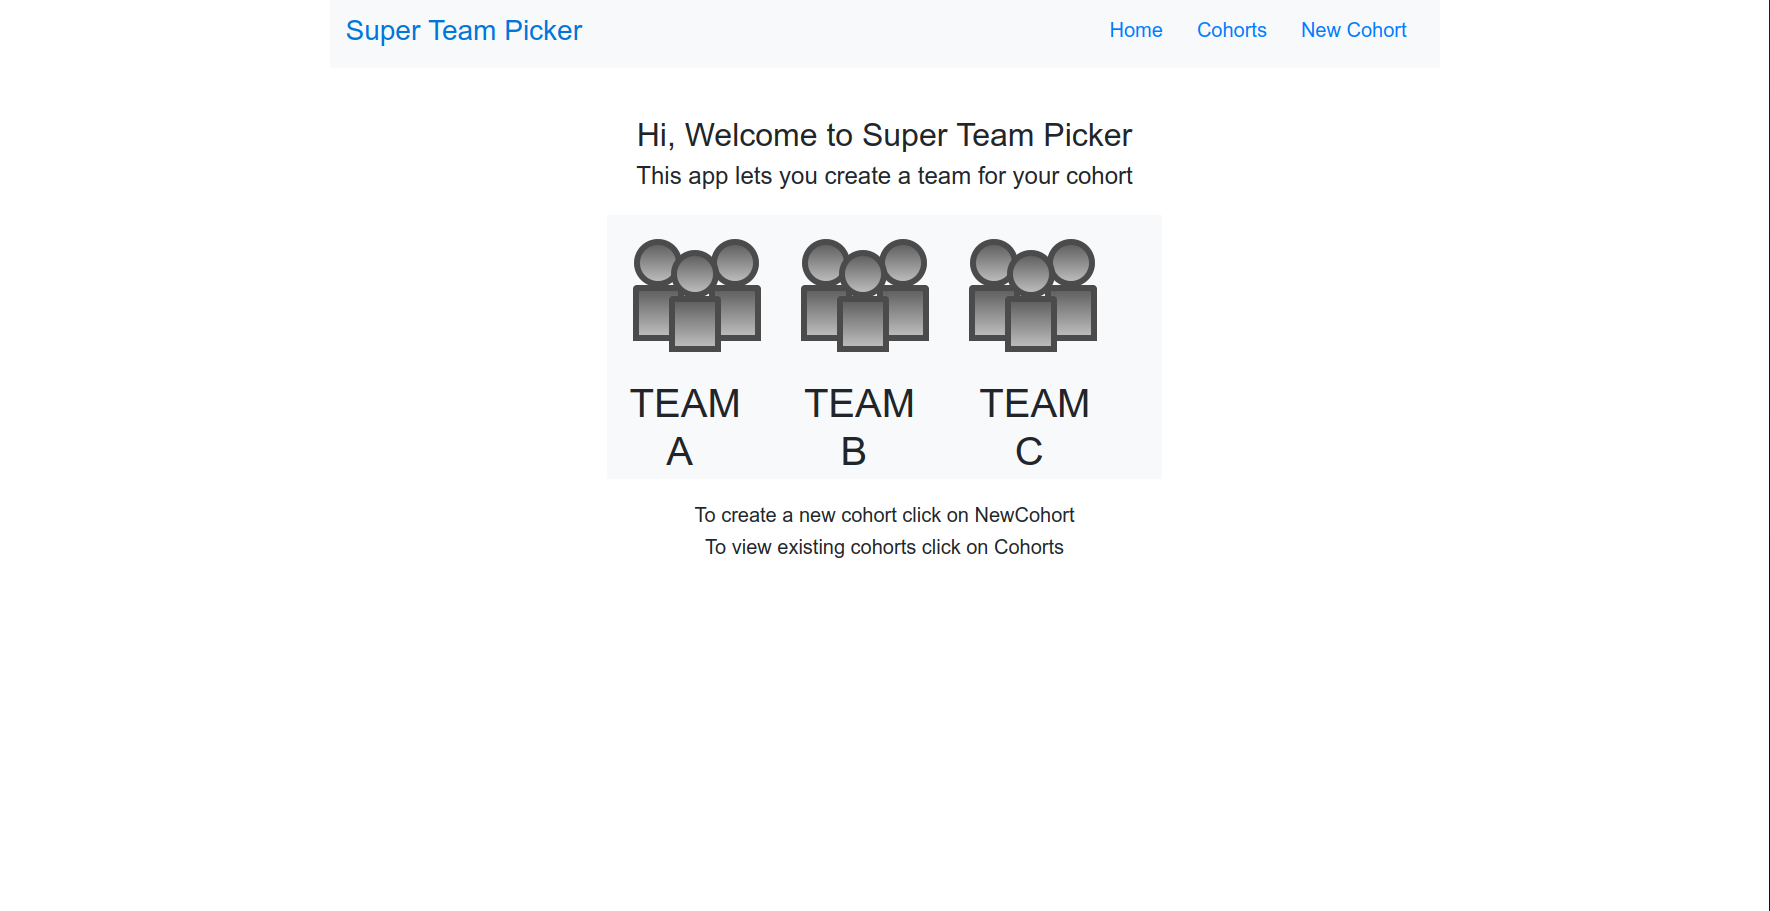 Super Team Picker
Home Cohorts New Cohort
Hi, Welcome to Super Team Picker
This app lets you create a team for your cohort
TEAM A
TEAM B
TEAM C
To create a new cohort click on NewCohort
To view existing cohorts click on Cohorts